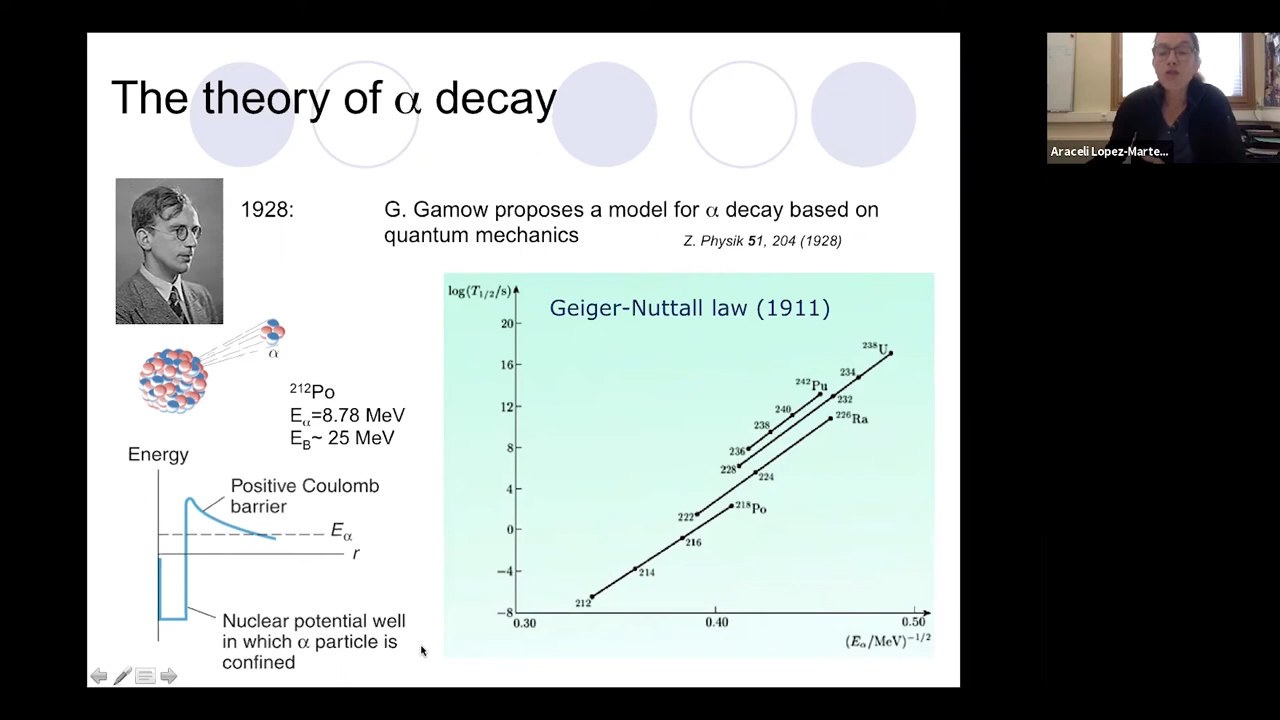 The theory of α decay
Araceli Lopez-Marte...
1928:
G. Gamow proposes a model for α decay based on
quantum mechanics
Z. Physik 51, 204 (1928)
α
²¹²Po
Eα=8.78 MeV
E_B~ 25 MeV
Energy
Positive Coulomb
barrier
Eα
r
Nuclear potential well
in which α particle is
confined
log(T₁/₂/s)
Geiger-Nuttall law (1911)
20
16
12
8
4
0
−4
−8
0.30
0.40
0.50
(Eα/MeV)⁻¹/²
²³⁸U
234
232
228
²⁴²Pu
240
238
236
²²⁶Ra
224
222
²¹⁸Po
216
214
212